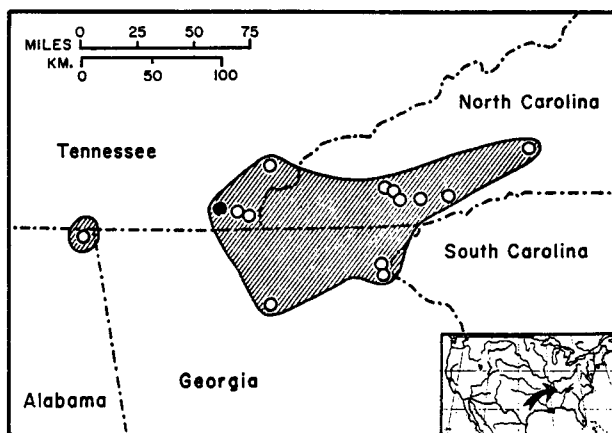 0 25 50 75
MILES
KM.
0 50 100
North Carolina
Tennessee
South Carolina
Georgia
Alabama